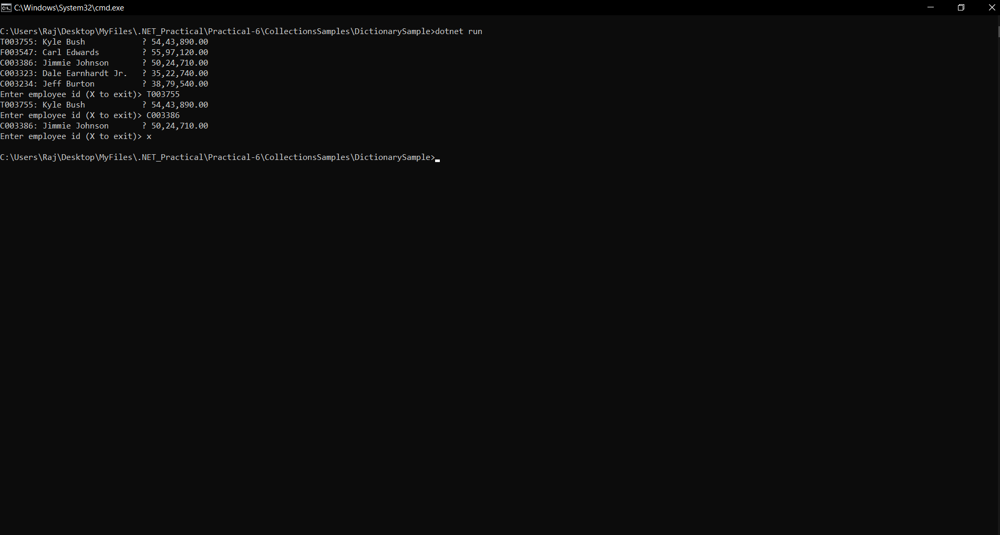 C:\Windows\System32\cmd.exe
C:\Users\Raj\Desktop\MyFiles\.NET_Practical\Practical-6\CollectionsSamples\DictionarySample>dotnet run
T003755: Kyle Bush            ? 54,43,890.00
F003547: Carl Edwards         ? 55,97,120.00
C003386: Jimmie Johnson       ? 50,24,710.00
C003323: Dale Earnhardt Jr.   ? 35,22,740.00
C003234: Jeff Burton          ? 38,79,540.00
Enter employee id (X to exit)> T003755
T003755: Kyle Bush            ? 54,43,890.00
Enter employee id (X to exit)> C003386
C003386: Jimmie Johnson       ? 50,24,710.00
Enter employee id (X to exit)> x
C:\Users\Raj\Desktop\MyFiles\.NET_Practical\Practical-6\CollectionsSamples\DictionarySample>